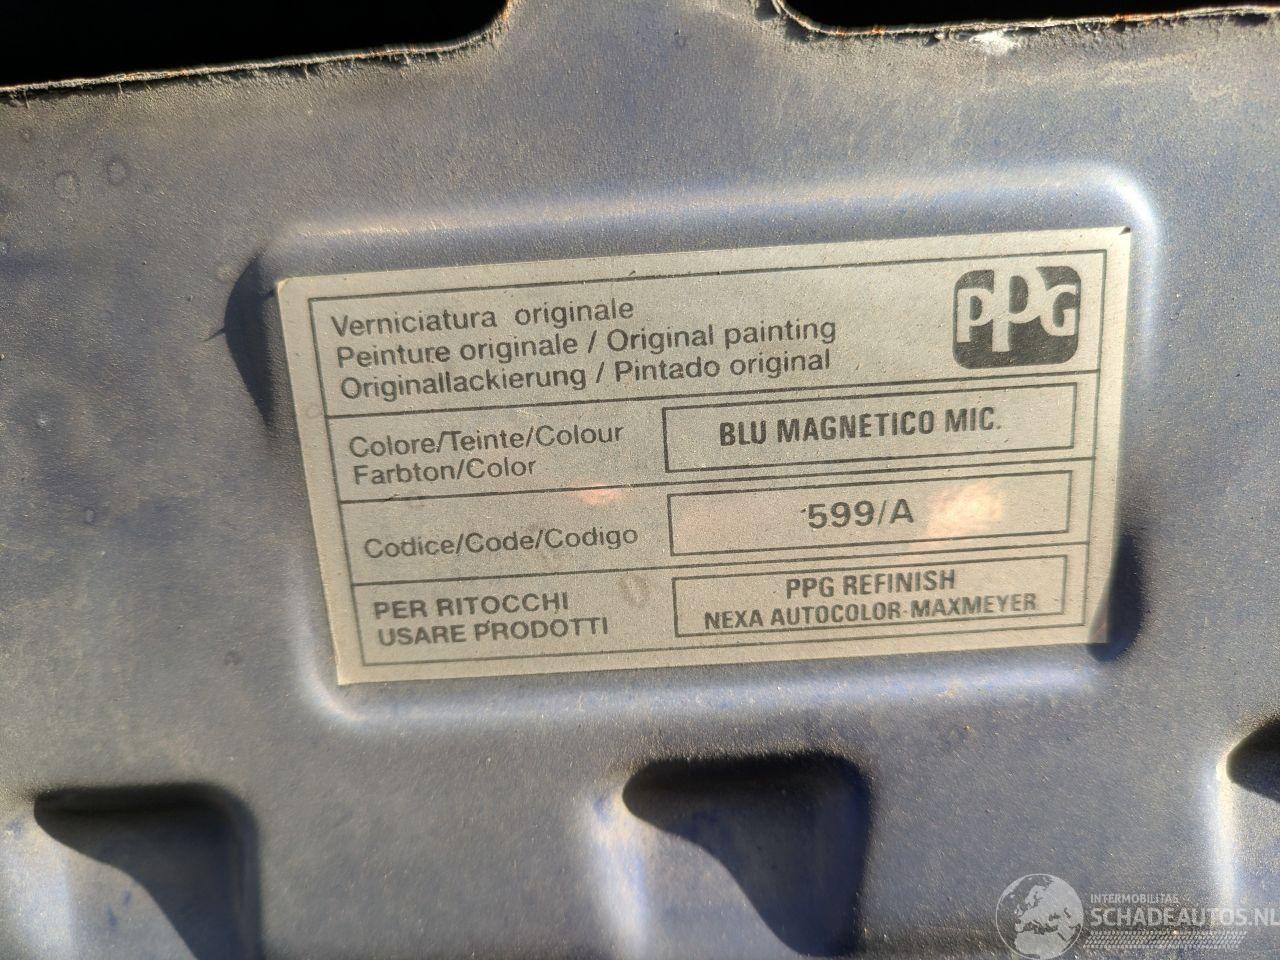 Verniciatura originale
Peinture originale / Original painting
Originallackierung / Pintado original
PPG
Colore/Teinte/Colour
Farbton/Color
BLU MAGNETICO MIC.
Codice/Code/Codigo
599/A
PER RITOCCHI
USARE PRODOTTI
PPG REFINISH
NEXA AUTOCOLOR-MAXMEYER
INTERMOBILITAS
SCHADEAUTOS.NL